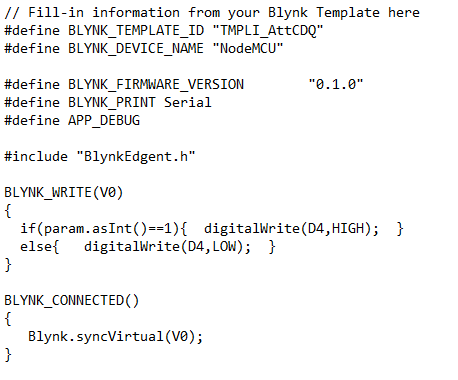 // Fill-in information from your Blynk Template here
#define BLYNK_TEMPLATE_ID "TMPLI_AttCDQ"
#define BLYNK_DEVICE_NAME "NodeMCU"

#define BLYNK_FIRMWARE_VERSION        "0.1.0"
#define BLYNK_PRINT Serial
#define APP_DEBUG

#include "BlynkEdgent.h"

BLYNK_WRITE(V0)
{
  if(param.asInt()==1){  digitalWrite(D4,HIGH);  }
  else{   digitalWrite(D4,LOW);  }
}

BLYNK_CONNECTED()
{
   Blynk.syncVirtual(V0);
}